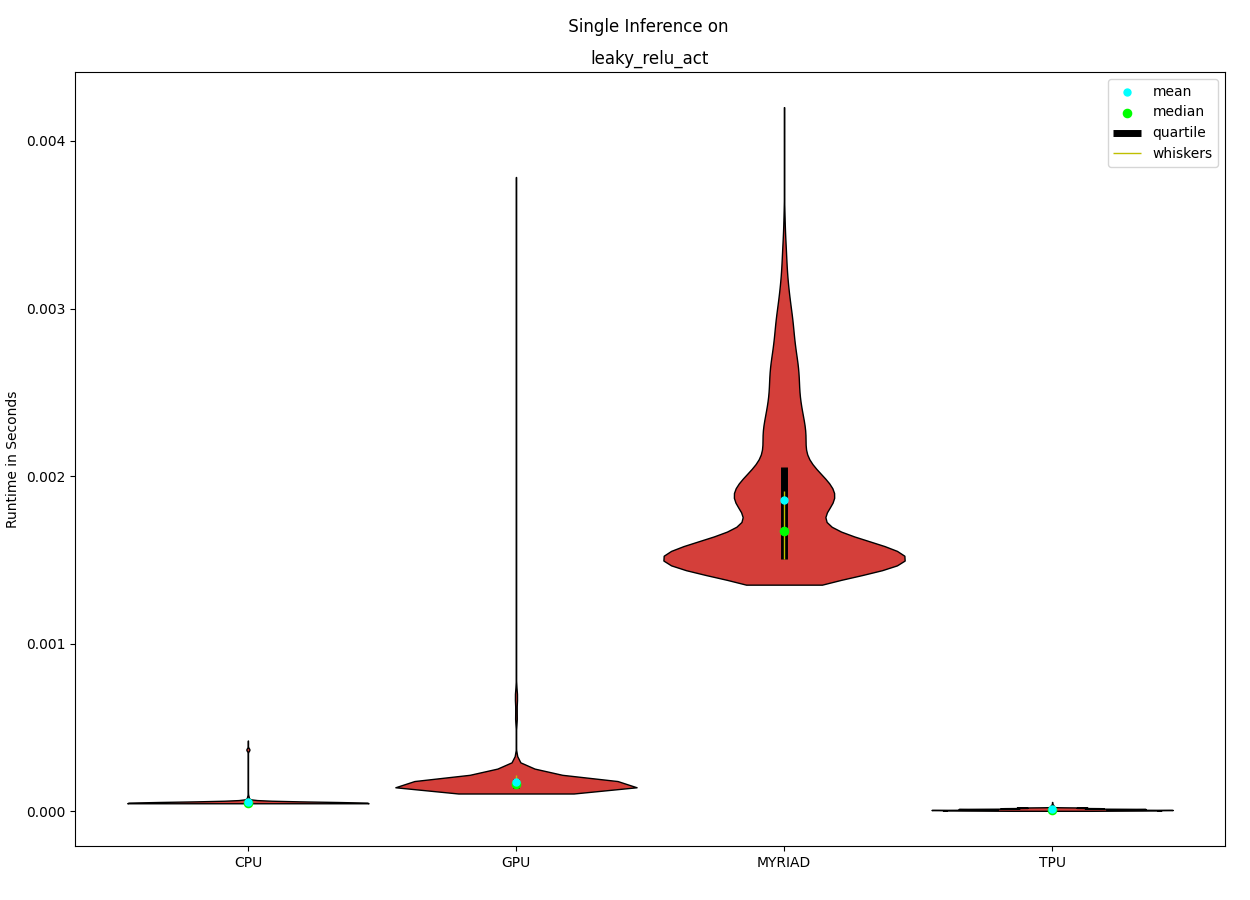 Single Inference on
leaky_relu_act
mean
median
quartile
whiskers
0.004
0.003
0.002
0.001
0.000
Runtime in Seconds
CPU
GPU
MYRIAD
TPU